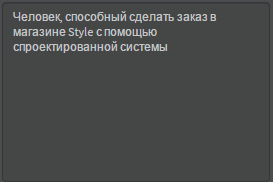 Человек, способный сделать заказ в
магазине Style с помощью
спроектированной системы